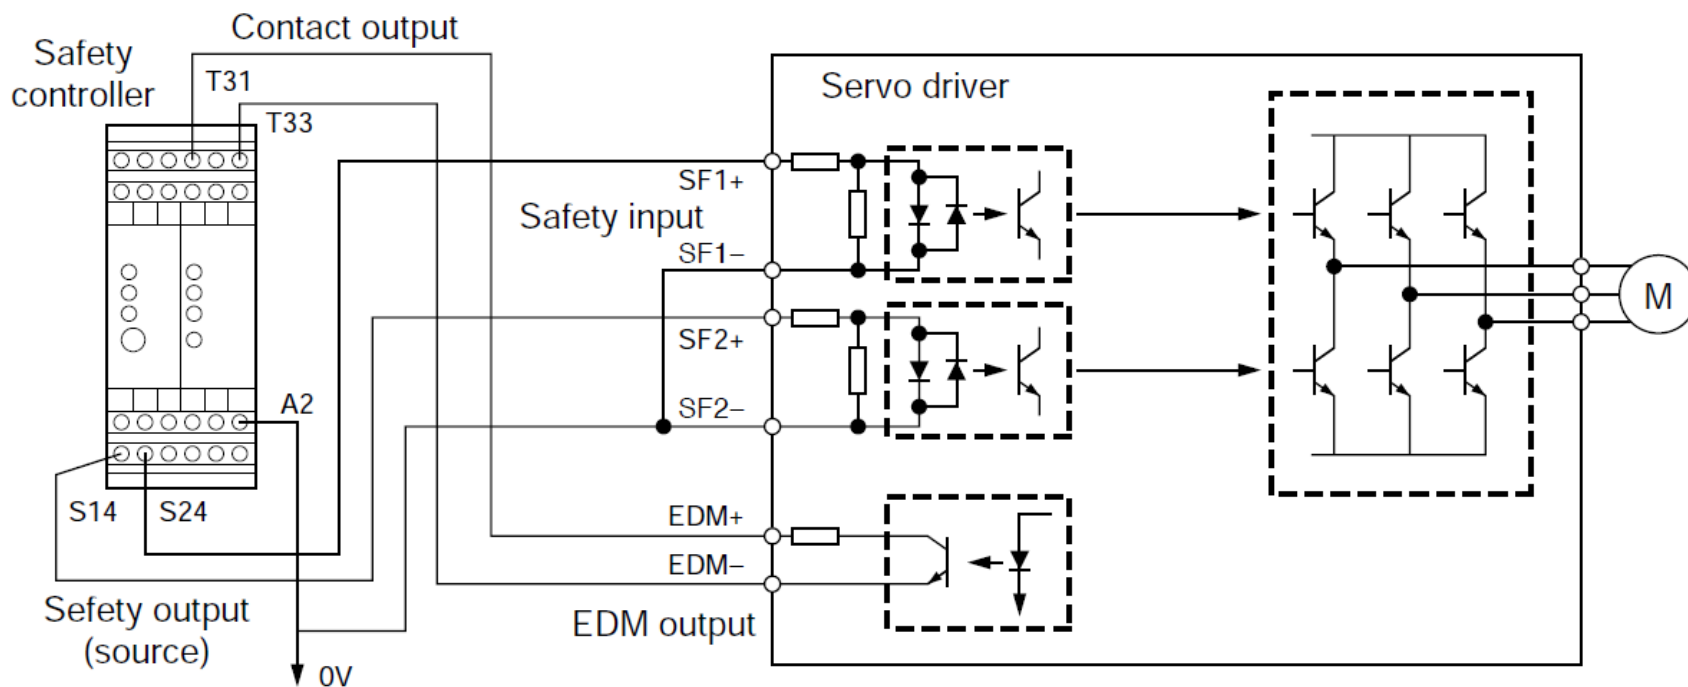 Contact output
Safety
controller
T31
T33
Servo driver
SF1+
Safety input
SF1−
SF2+
SF2−
A2
M
S14
S24
EDM+
EDM−
Sefety output
(source)
EDM output
0V